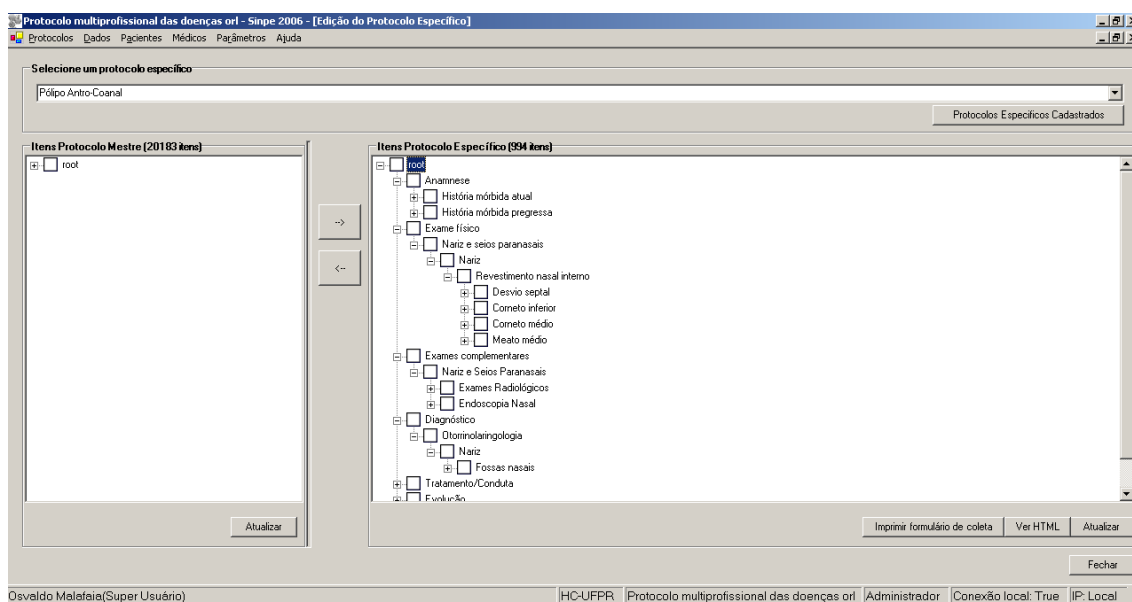 Protocolo multiprofissional das doenças orl - Sinpe 2006 - [Edição do Protocolo Específico]
Protocolos Dados Pacientes Médicos Parâmetros Ajuda
Selecione um protocolo específico
Pólipo Antro-Coanal
Protocolos Especificos Cadastrados
Itens Protocolo Mestre (20183 itens)
root
Atualizar
-->
<--
Itens Protocolo Específico (994 itens)
root
Anamnese
História mórbida atual
História mórbida pregressa
Exame físico
Nariz e seios paranasais
Nariz
Revestimento nasal interno
Desvio septal
Corneto inferior
Corneto médio
Meato médio
Exames complementares
Nariz e Seios Paranasais
Exames Radiológicos
Endoscopia Nasal
Diagnóstico
Otorrinolaringologia
Nariz
Fossas nasais
Tratamento/Conduta
Evolução
Imprimir formulário de coleta Ver HTML Atualizar
Fechar
Osvaldo Malafaia(Super Usuário) HC-UFPR Protocolo multiprofissional das doenças orl Administrador Conexão local: True IP: Local